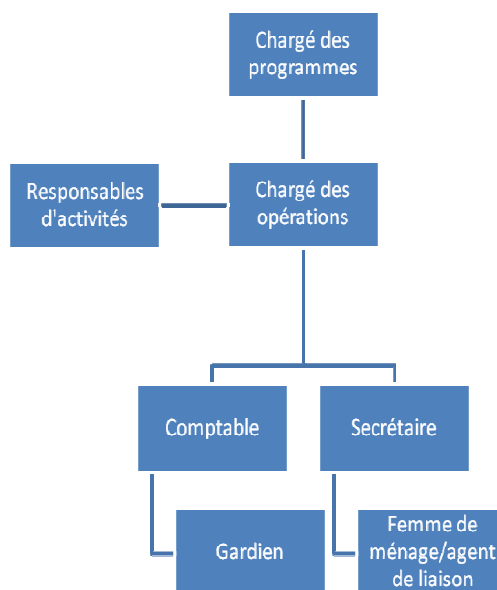 Chargé des
programmes
Responsables
d'activités
Chargé des
opérations
Comptable
Secrétaire
Gardien
Femme de
ménage/agent
de liaison